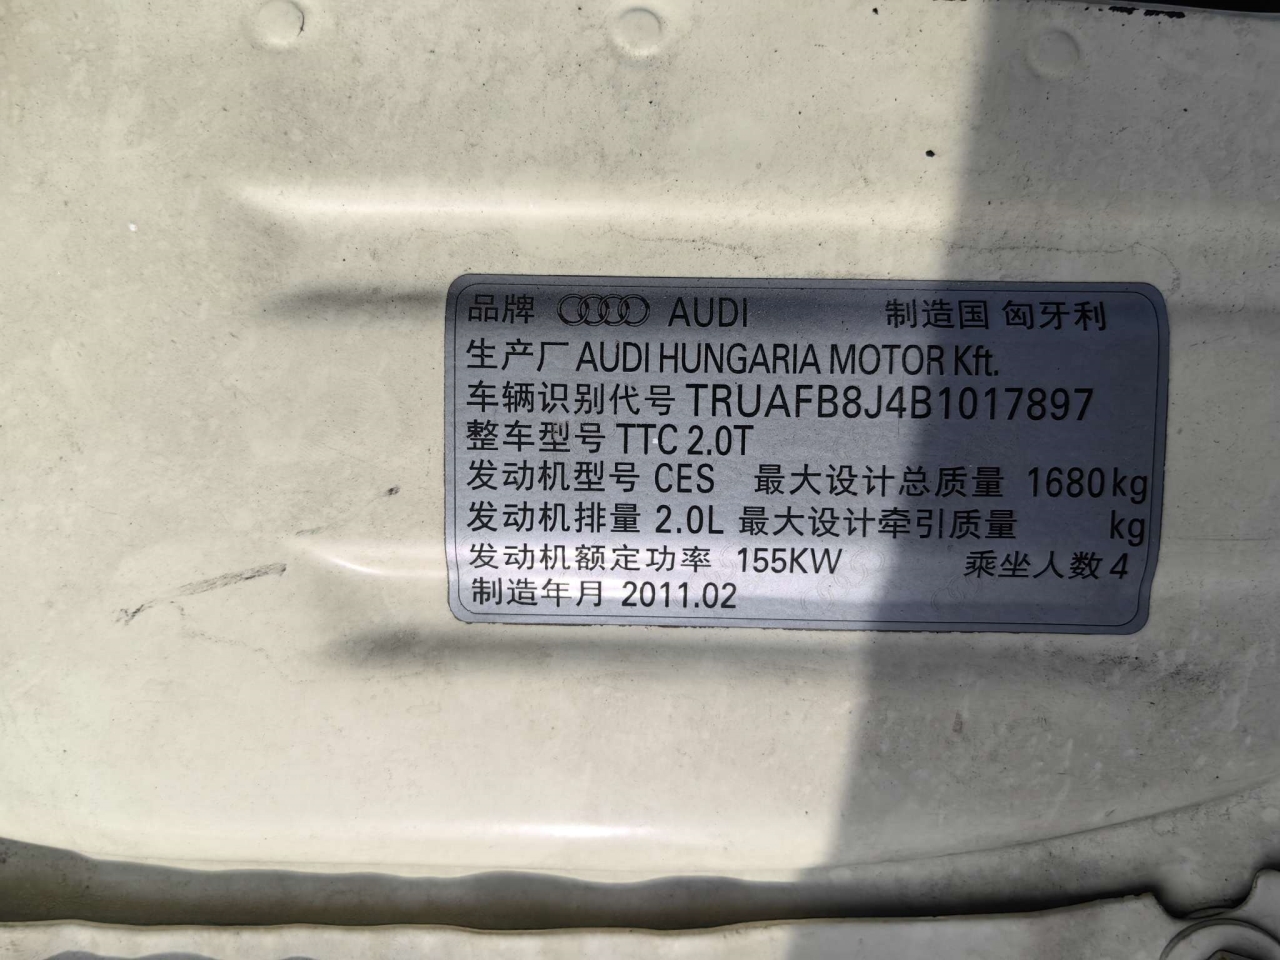 品牌 AUDI 制造国 匈牙利
生产厂 AUDI HUNGARIA MOTOR Kft.
车辆识别代号 TRUAFB8J4B1017897
整车型号 TTC 2.0T
发动机型号 CES 最大设计总质量 1680kg
发动机排量 2.0L 最大设计牵引质量 kg
发动机额定功率 155KW 乘坐人数 4
制造年月 2011.02